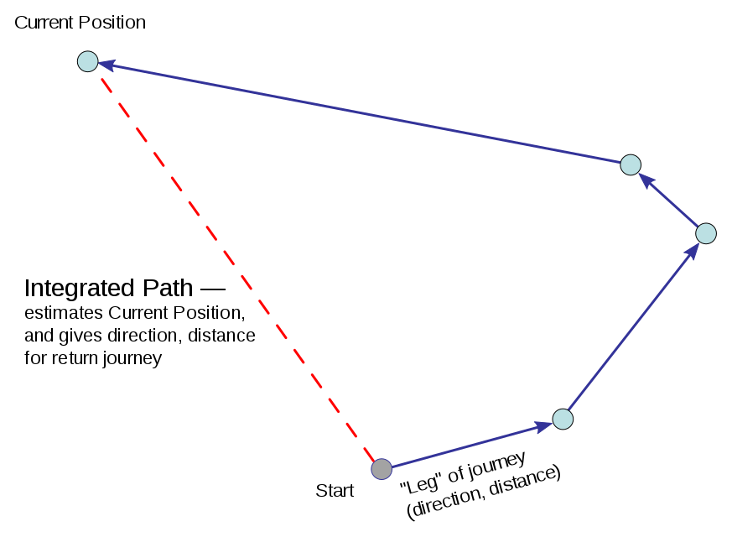 Current Position
Integrated Path —
estimates Current Position,
and gives direction, distance
for return journey
Start
"Leg" of journey
(direction, distance)